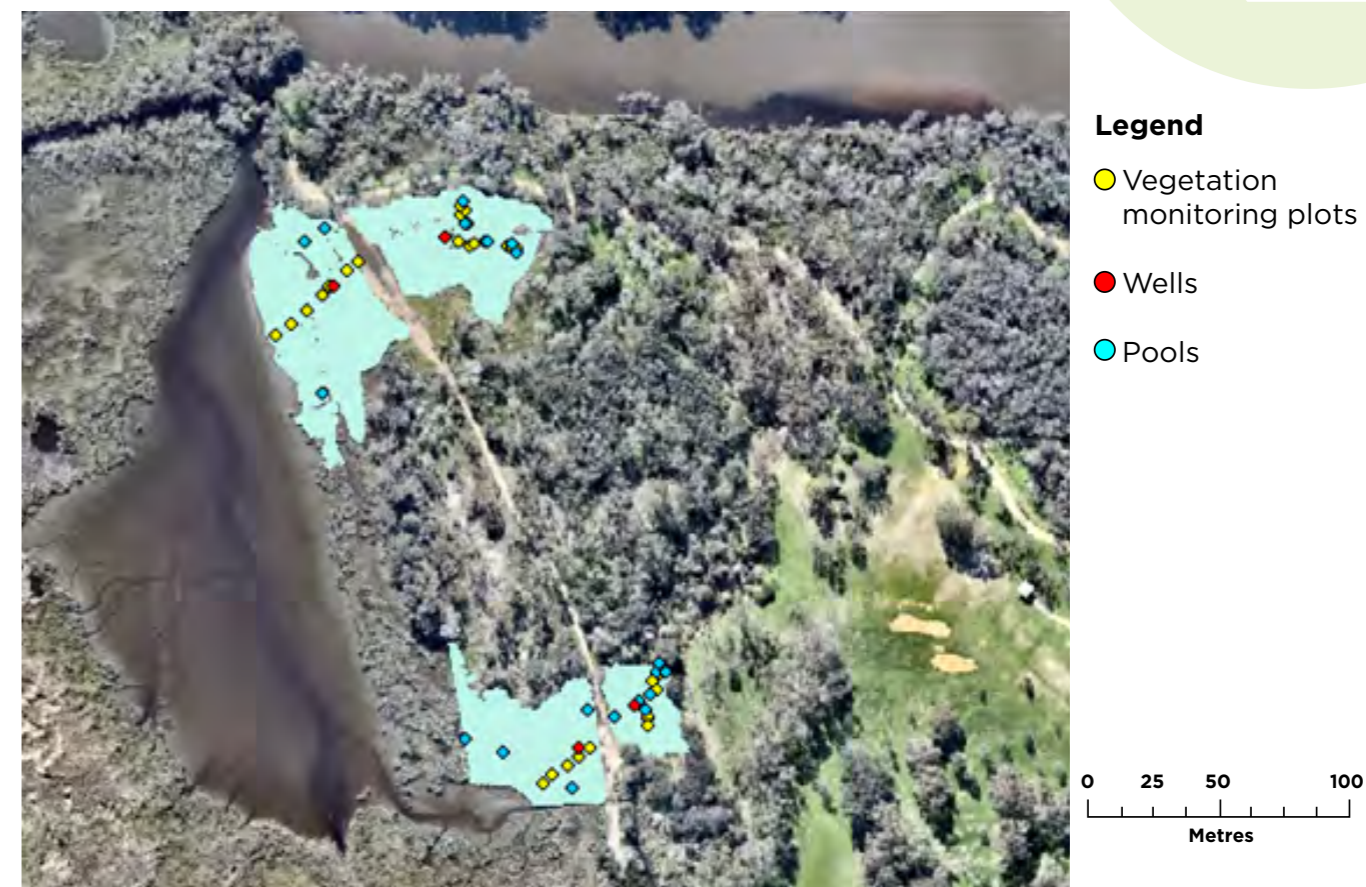 Legend
Vegetation
monitoring plots
Wells
Pools
0 25 50 100
Metres